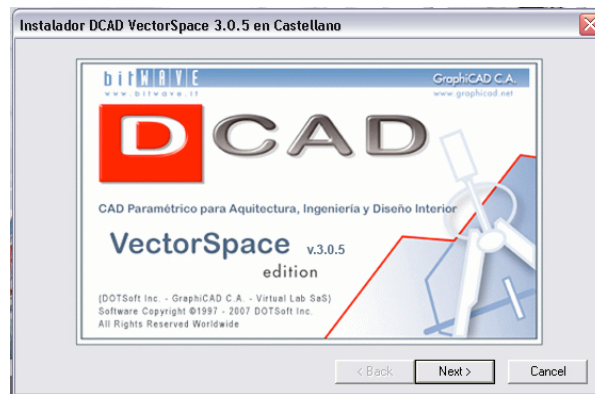 Instalador DCAD VectorSpace 3.0.5 en Castellano
bitWAVE GraphiCAD C.A.
www.bitwave.it www.graphicad.net
DCAD
CAD Paramétrico para Aquitectura, Ingeniería y Diseño Interior
VectorSpace v.3.0.5
edition
(DOTSoft Inc. - GraphiCAD C.A. - Virtual Lab SaS)
Software Copyright ©1997 - 2007 DOTSoft Inc.
All Rights Reserved Worldwide
< Back Next > Cancel